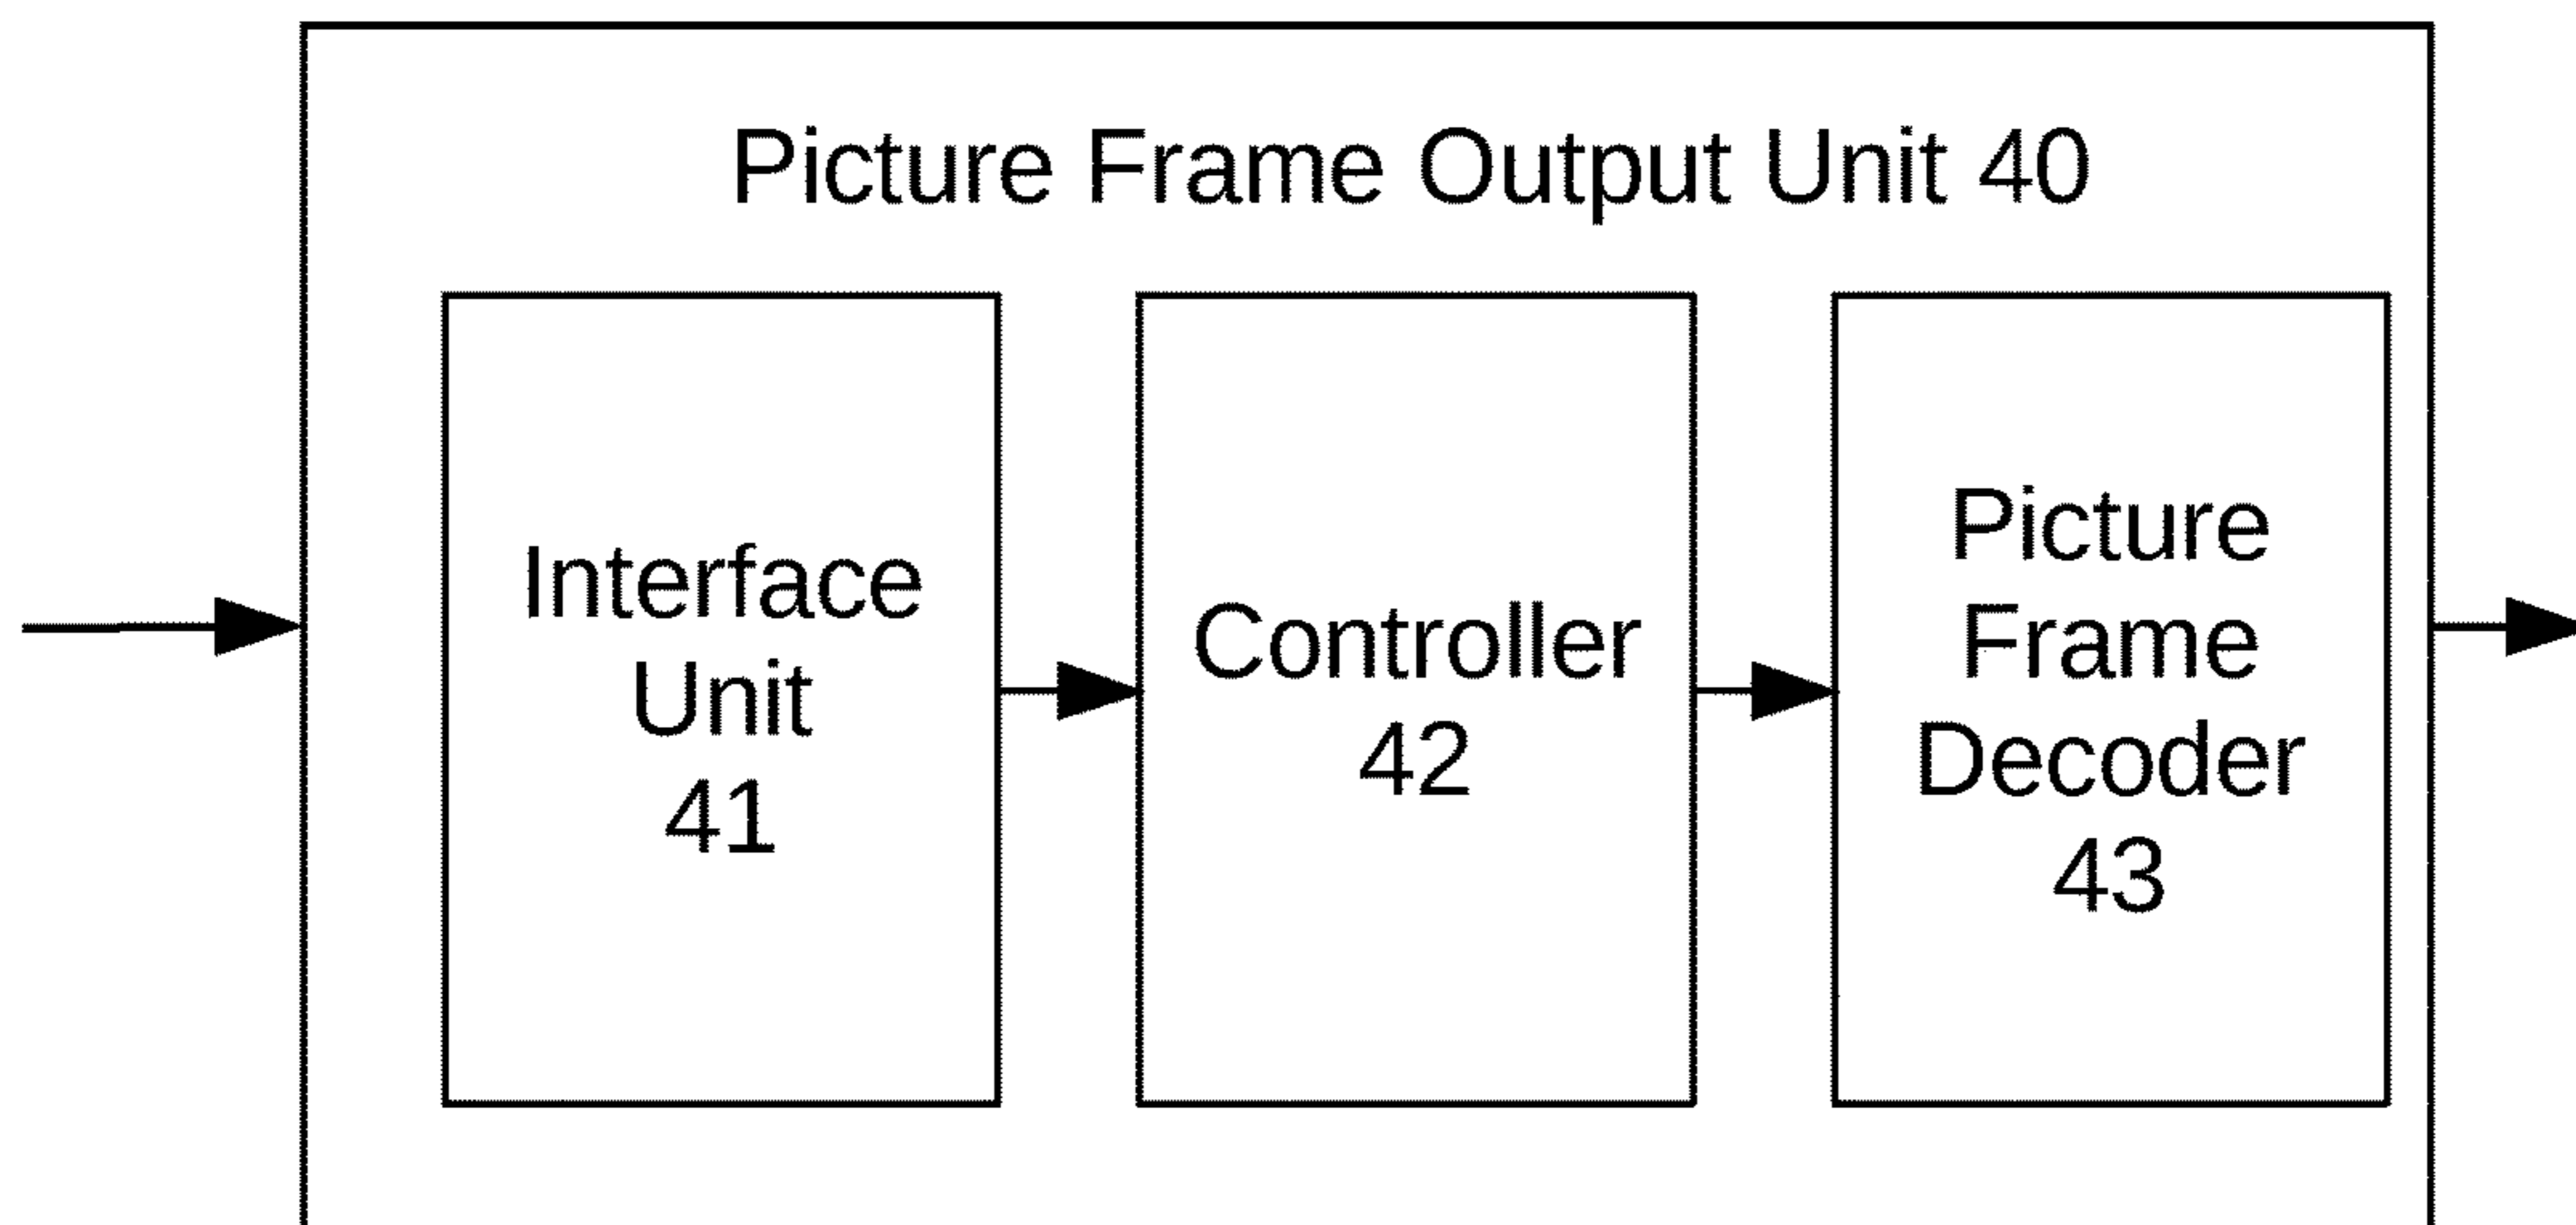 Picture Frame Output Unit 40
Interface
Unit
41
Controller
42
Picture
Frame
Decoder
43